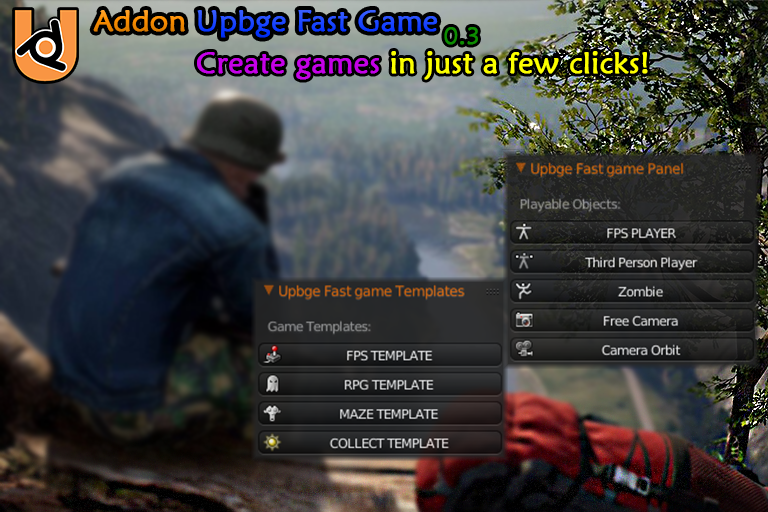 Addon Upbge Fast Game 0.3
Create games in just a few clicks!
Upbge Fast game Panel
Playable Objects:
FPS PLAYER
Third Person Player
Zombie
Free Camera
Camera Orbit
Upbge Fast game Templates
Game Templates:
FPS TEMPLATE
RPG TEMPLATE
MAZE TEMPLATE
COLLECT TEMPLATE